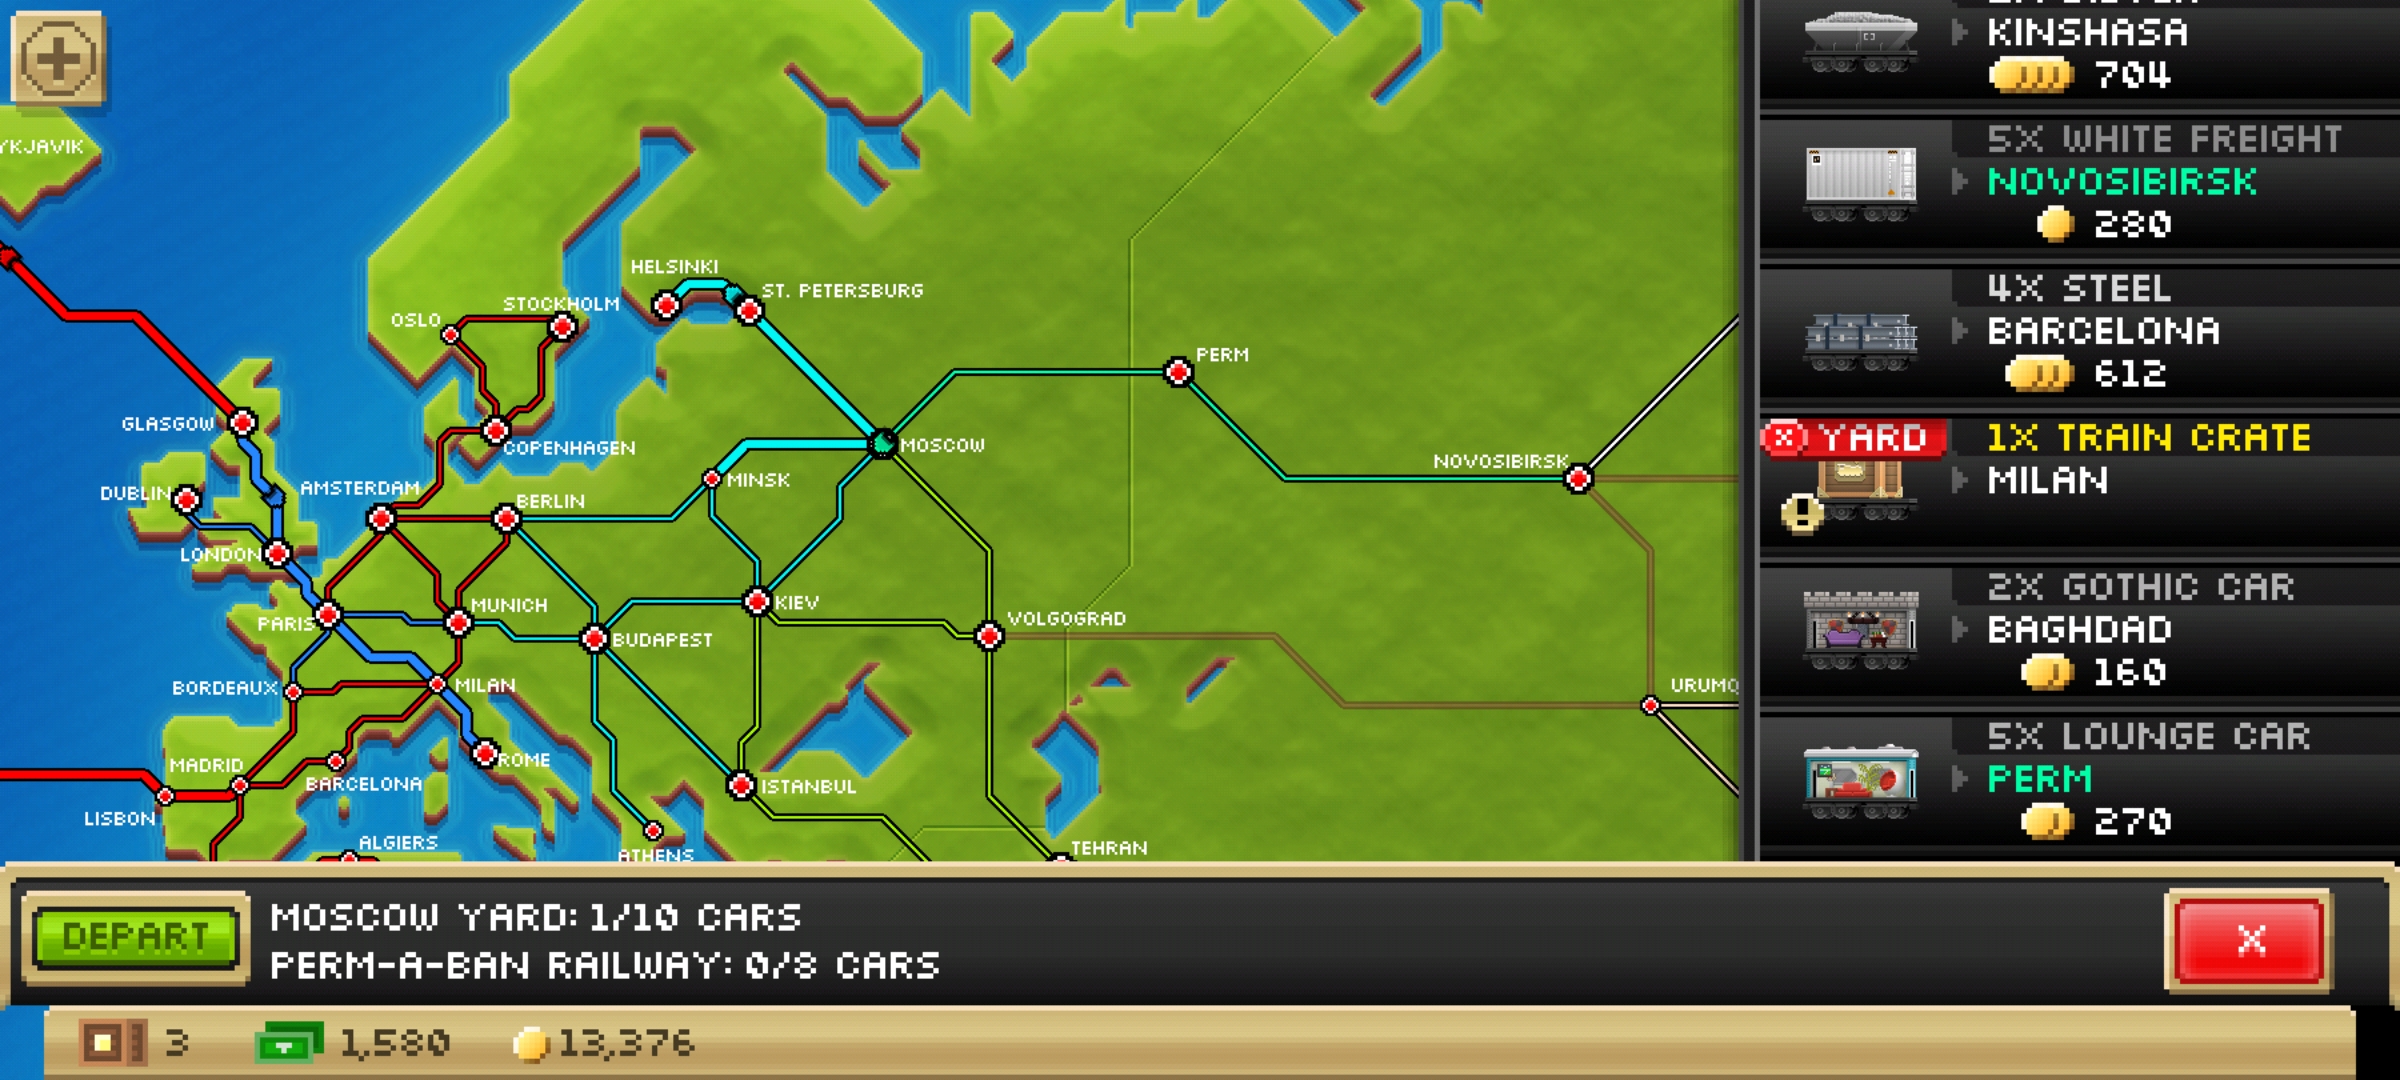 KINSHASA
704
YKJAVIK
5X WHITE FREIGHT
NOVOSIBIRSK
280
HELSINKI
ST. PETERSBURG
STOCKHOLM
OSLO
4X STEEL
BARCELONA
612
PERM
GLASGOW
COPENHAGEN
MOSCOW
YARD
1X TRAIN CRATE
MILAN
NOVOSIBIRSK
MINSK
AMSTERDAM
DUBLIN
BERLIN
LONDON
2X GOTHIC CAR
BAGHDAD
160
MUNICH
KIEV
PARIS
VOLGOGRAD
BUDAPEST
BORDEAUX
MILAN
URUMQ
5X LOUNGE CAR
PERM
270
MADRID
ROME
BARCELONA
ISTANBUL
LISBON
ALGIERS
ATHENS
TEHRAN
DEPART
MOSCOW YARD: 1/10 CARS
PERM-A-BAN RAILWAY: 0/8 CARS
X
3
1,580
13,376